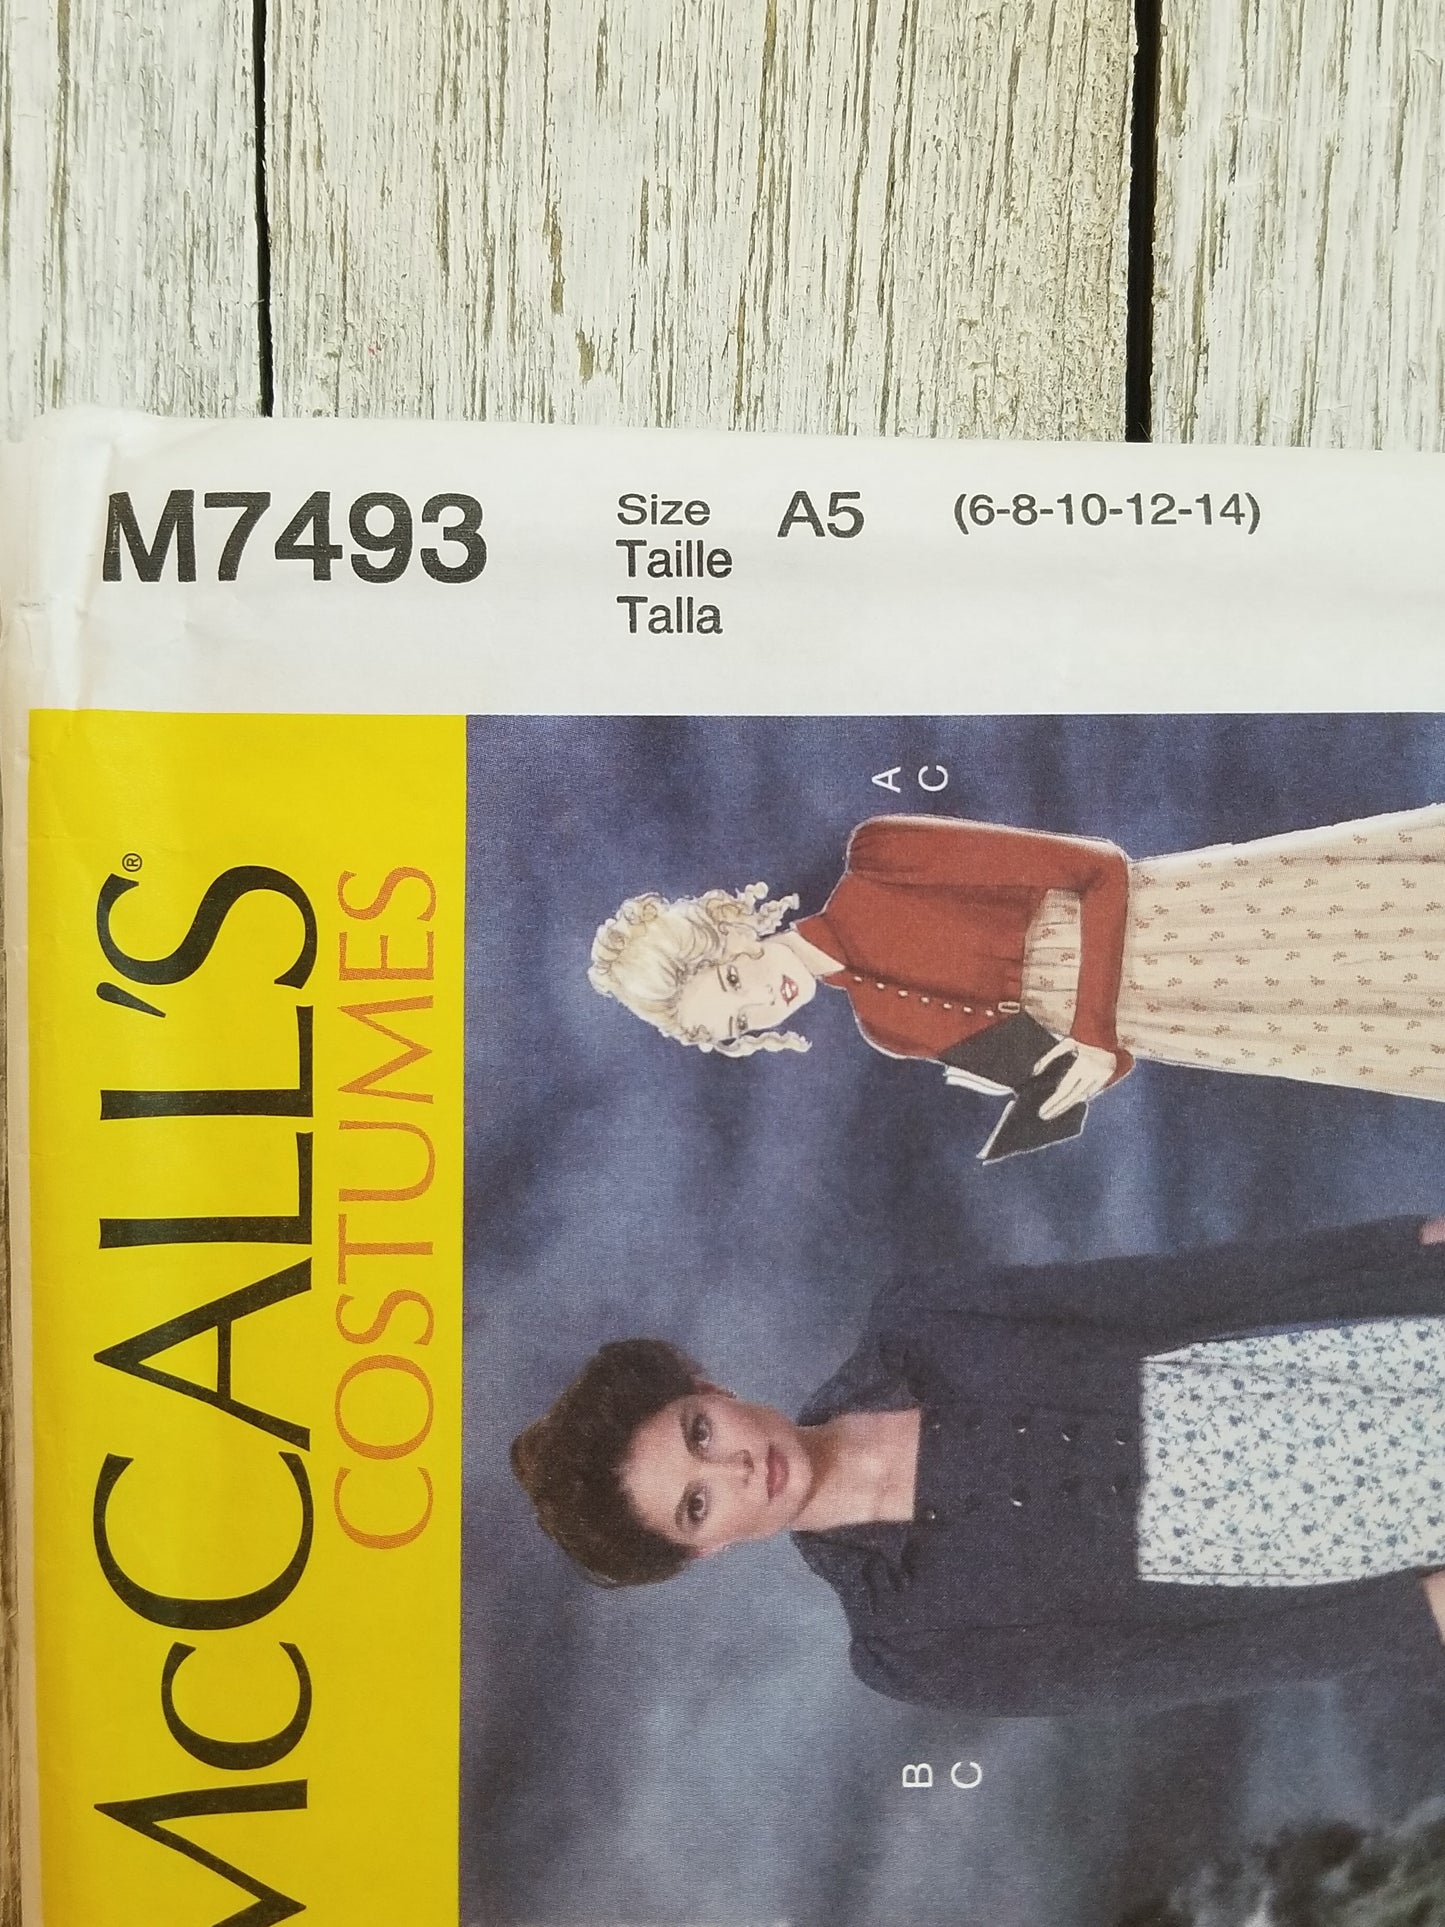 M7493
Size A5 (6-8-10-12-14)
Taille
Talla
McCALL'S®
COSTUMES
A
C
B
C